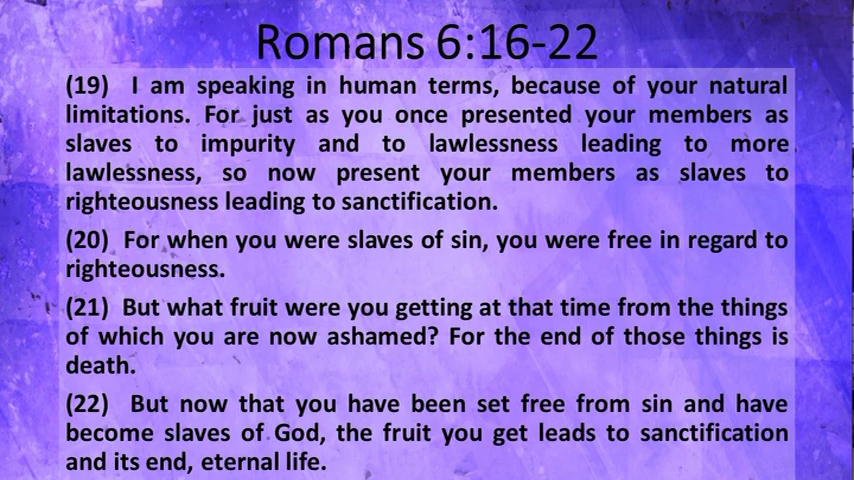 Romans 6:16-22
(19) I am speaking in human terms, because of your natural
limitations. For just as you once presented your members as
slaves to impurity and to lawlessness leading to more
lawlessness, so now present your members as slaves to
righteousness leading to sanctification.
(20) For when you were slaves of sin, you were free in regard to
righteousness.
(21) But what fruit were you getting at that time from the things
of which you are now ashamed? For the end of those things is
death.
(22) But now that you have been set free from sin and have
become slaves of God, the fruit you get leads to sanctification
and its end, eternal life.